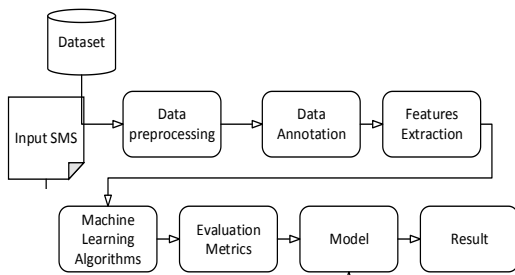 Dataset
Input SMS
Data
preprocessing
Data
Annotation
Features
Extraction
Machine
Learning
Algorithms
Evaluation
Metrics
Model
Result